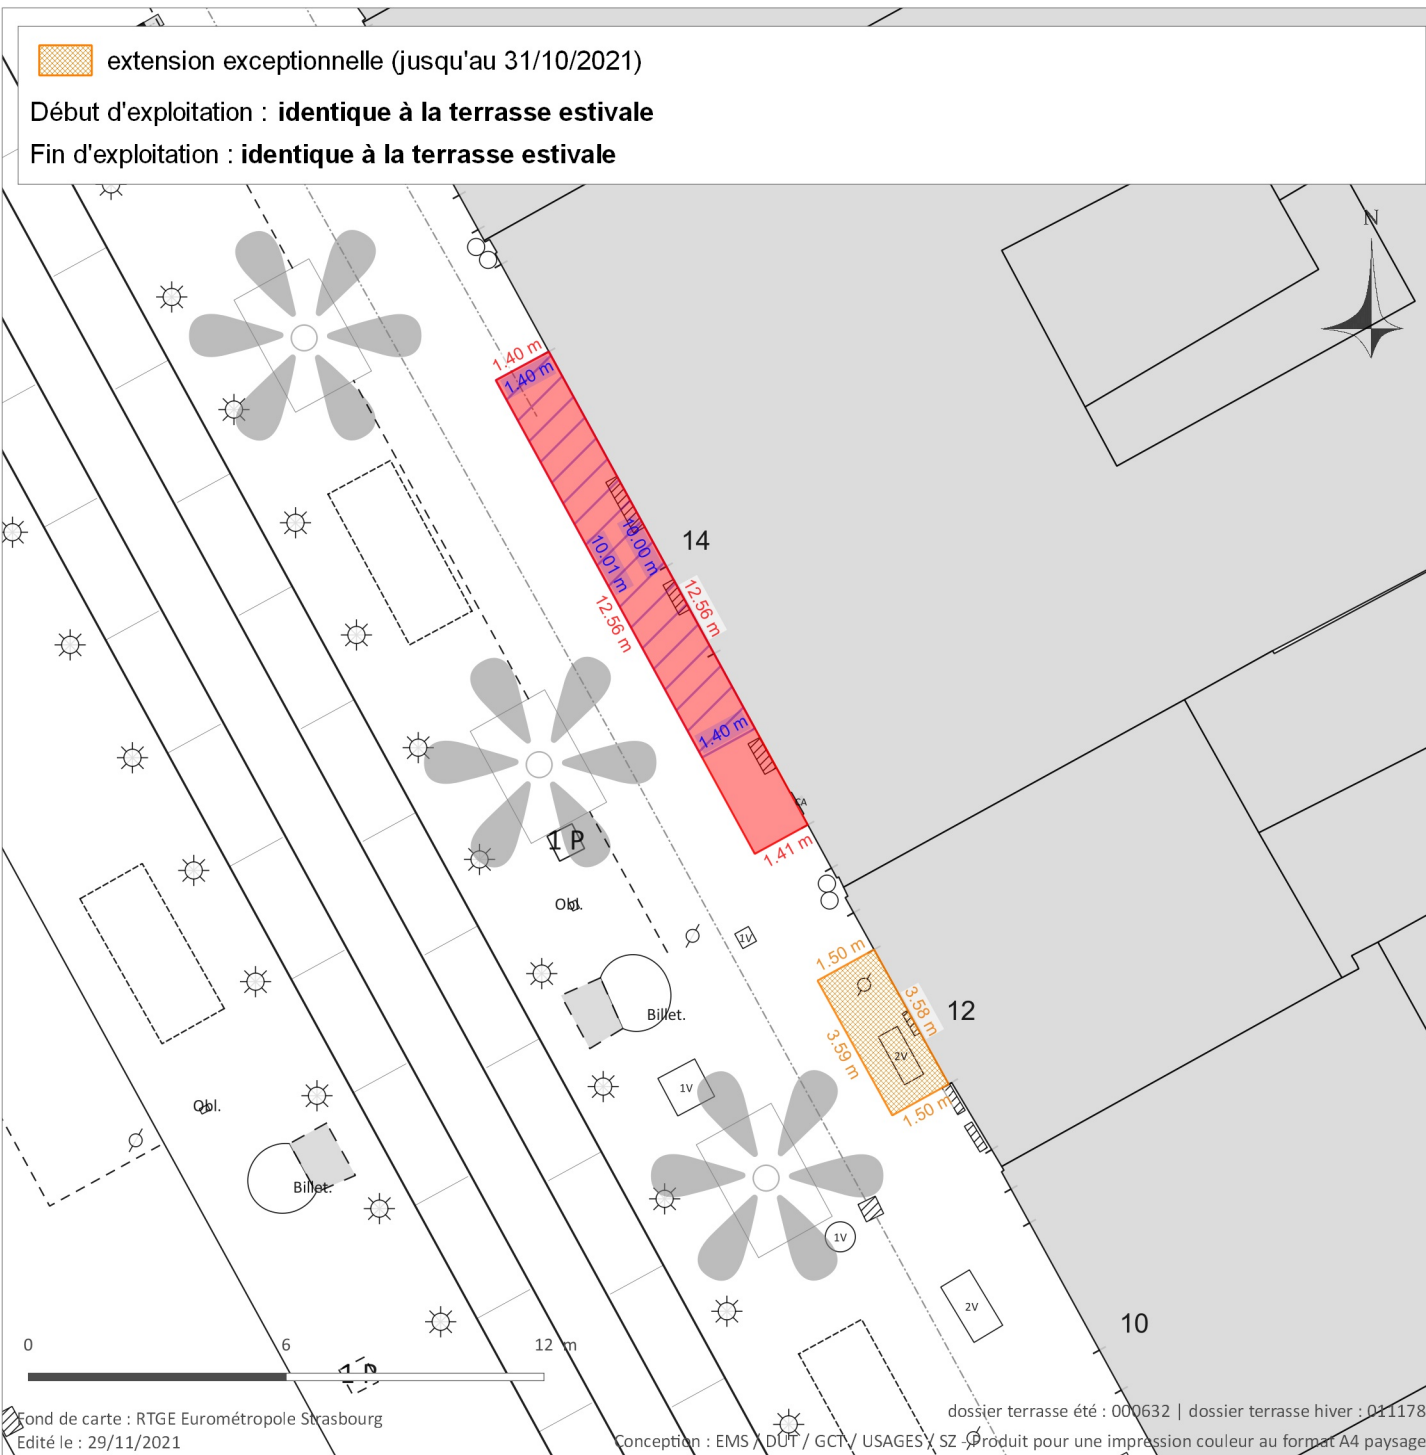 extension exceptionnelle (jusqu'au 31/10/2021)
Début d'exploitation : identique à la terrasse estivale
Fin d'exploitation : identique à la terrasse estivale
N
1.40 m
1.40 m
14
10.00 m
10.01 m
12.56 m
12.56 m
1.40 m
CA
1.41 m
1 P
Obl.
1V
1.50 m
3.58 m
12
Billet.
3.59 m
2V
1V
1.50 m
Obl.
Billet.
1V
2V
10
0 6 12 m
1 P
Fond de carte : RTGE Eurométropole Strasbourg
Edité le : 29/11/2021
dossier terrasse été : 000632 | dossier terrasse hiver : 011178
Conception : EMS / DUT / GCT / USAGES / SZ - Produit pour une impression couleur au format A4 paysage